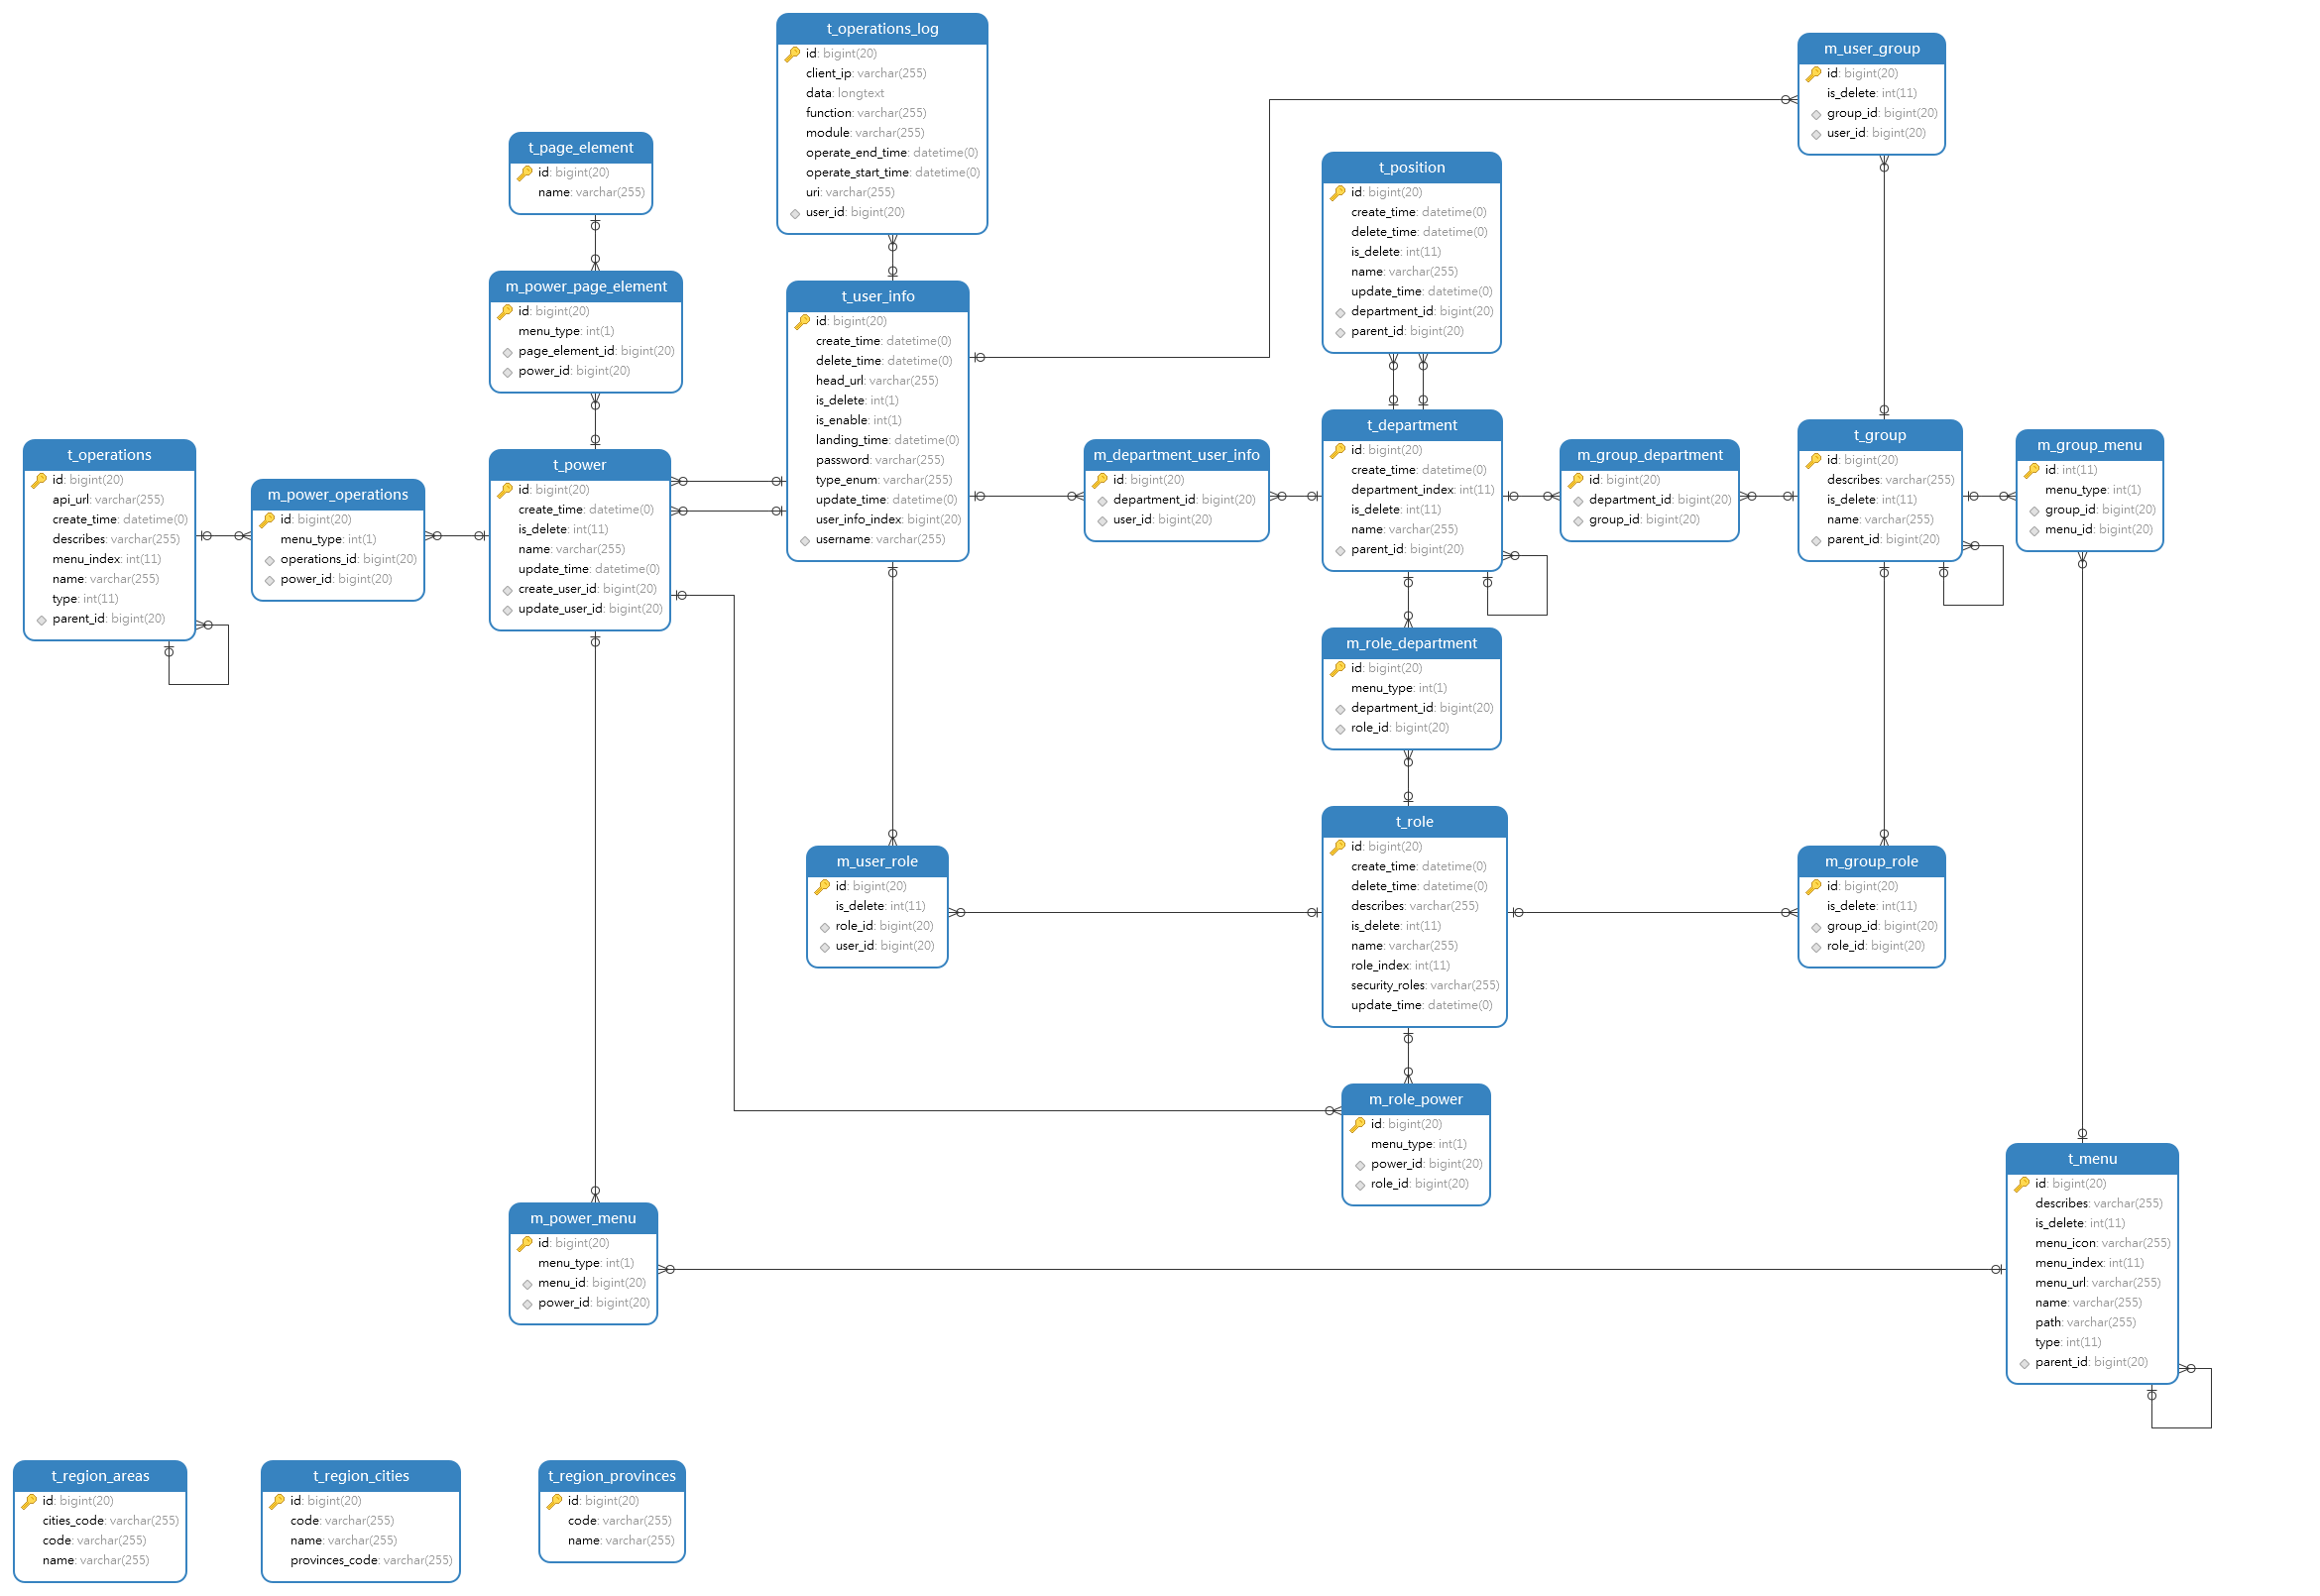 t_operations_log
id: bigint(20)
client_ip: varchar(255)
data: longtext
function: varchar(255)
module: varchar(255)
operate_end_time: datetime(0)
operate_start_time: datetime(0)
uri: varchar(255)
user_id: bigint(20)
m_user_group
id: bigint(20)
is_delete: int(11)
group_id: bigint(20)
user_id: bigint(20)
t_page_element
id: bigint(20)
name: varchar(255)
t_position
id: bigint(20)
create_time: datetime(0)
delete_time: datetime(0)
is_delete: int(11)
name: varchar(255)
update_time: datetime(0)
department_id: bigint(20)
parent_id: bigint(20)
m_power_page_element
id: bigint(20)
menu_type: int(1)
page_element_id: bigint(20)
power_id: bigint(20)
t_user_info
id: bigint(20)
create_time: datetime(0)
delete_time: datetime(0)
head_url: varchar(255)
is_delete: int(1)
is_enable: int(1)
landing_time: datetime(0)
password: varchar(255)
type_enum: varchar(255)
update_time: datetime(0)
user_info_index: bigint(20)
username: varchar(255)
t_operations
id: bigint(20)
api_url: varchar(255)
create_time: datetime(0)
describes: varchar(255)
menu_index: int(11)
name: varchar(255)
type: int(11)
parent_id: bigint(20)
m_power_operations
id: bigint(20)
menu_type: int(1)
operations_id: bigint(20)
power_id: bigint(20)
t_power
id: bigint(20)
create_time: datetime(0)
is_delete: int(11)
name: varchar(255)
update_time: datetime(0)
create_user_id: bigint(20)
update_user_id: bigint(20)
m_department_user_info
id: bigint(20)
department_id: bigint(20)
user_id: bigint(20)
t_department
id: bigint(20)
create_time: datetime(0)
department_index: int(11)
is_delete: int(11)
name: varchar(255)
parent_id: bigint(20)
m_group_department
id: bigint(20)
department_id: bigint(20)
group_id: bigint(20)
t_group
id: bigint(20)
describes: varchar(255)
is_delete: int(11)
name: varchar(255)
parent_id: bigint(20)
m_group_menu
id: int(11)
menu_type: int(1)
group_id: bigint(20)
menu_id: bigint(20)
m_role_department
id: bigint(20)
menu_type: int(1)
department_id: bigint(20)
role_id: bigint(20)
m_user_role
id: bigint(20)
is_delete: int(11)
role_id: bigint(20)
user_id: bigint(20)
t_role
id: bigint(20)
create_time: datetime(0)
delete_time: datetime(0)
describes: varchar(255)
is_delete: int(11)
name: varchar(255)
role_index: int(11)
security_roles: varchar(255)
update_time: datetime(0)
m_group_role
id: bigint(20)
is_delete: int(11)
group_id: bigint(20)
role_id: bigint(20)
m_role_power
id: bigint(20)
menu_type: int(1)
power_id: bigint(20)
role_id: bigint(20)
m_power_menu
id: bigint(20)
menu_type: int(1)
menu_id: bigint(20)
power_id: bigint(20)
t_menu
id: bigint(20)
describes: varchar(255)
is_delete: int(11)
menu_icon: varchar(255)
menu_index: int(11)
menu_url: varchar(255)
name: varchar(255)
path: varchar(255)
type: int(11)
parent_id: bigint(20)
t_region_areas
id: bigint(20)
cities_code: varchar(255)
code: varchar(255)
name: varchar(255)
t_region_cities
id: bigint(20)
code: varchar(255)
name: varchar(255)
provinces_code: varchar(255)
t_region_provinces
id: bigint(20)
code: varchar(255)
name: varchar(255)